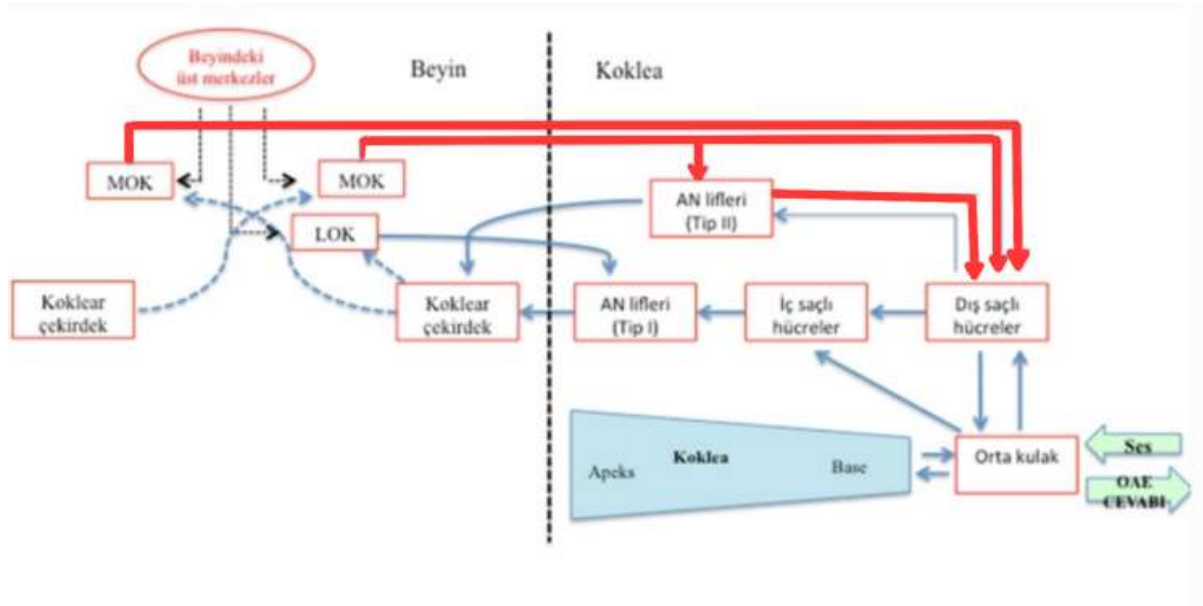 Beyindeki
üst merkezler
Beyin
Koklea
MOK
MOK
LOK
AN lifleri
(Tip II)
Koklear
çekirdek
Koklear
çekirdek
AN lifleri
(Tip I)
İç saçlı
hücreler
Dış saçlı
hücreler
Apeks
Koklea
Base
Orta kulak
Ses
OAE
CEVABI